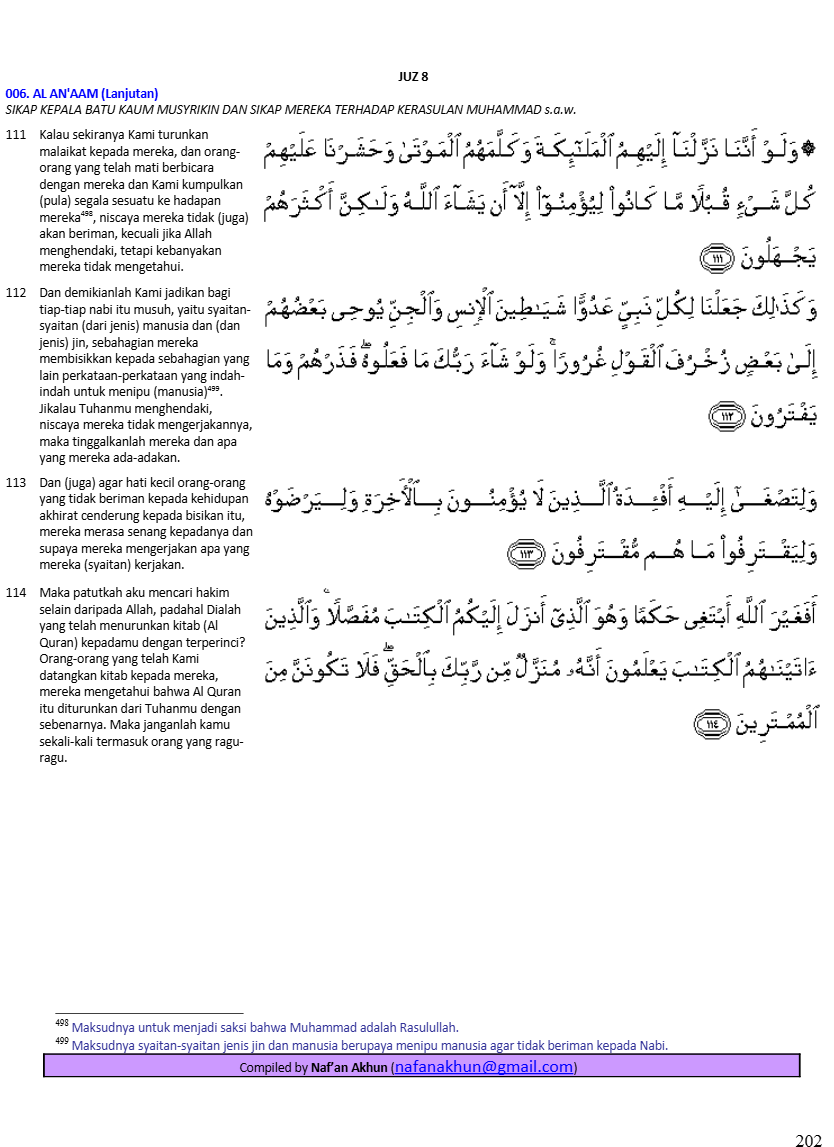 JUZ 8
006. AL AN'AAM (Lanjutan)
SIKAP KEPALA BATU KAUM MUSYRIKIN DAN SIKAP MEREKA TERHADAP KERASULAN MUHAMMAD s.a.w.
111 Kalau sekiranya Kami turunkan
malaikat kepada mereka, dan orang-
orang yang telah mati berbicara
dengan mereka dan Kami kumpulkan
(pula) segala sesuatu ke hadapan
mereka⁴⁹⁸, niscaya mereka tidak (juga)
akan beriman, kecuali jika Allah
menghendaki, tetapi kebanyakan
mereka tidak mengetahui.
۞ وَلَوْ أَنَّنَا نَزَّلْنَآ إِلَيْهِمُ ٱلْمَلَـٰٓئِكَةَ وَكَلَّمَهُمُ ٱلْمَوْتَىٰ وَحَشَرْنَا عَلَيْهِمْ
كُلَّ شَىْءٍ قُبُلًا مَّا كَانُوا۟ لِيُؤْمِنُوٓا۟ إِلَّآ أَن يَشَآءَ ٱللَّهُ وَلَـٰكِنَّ أَكْثَرَهُمْ
يَجْهَلُونَ ١١١
112 Dan demikianlah Kami jadikan bagi
tiap-tiap nabi itu musuh, yaitu syaitan-
syaitan (dari jenis) manusia dan (dan
jenis) jin, sebahagian mereka
membisikkan kepada sebahagian yang
lain perkataan-perkataan yang indah-
indah untuk menipu (manusia)⁴⁹⁹.
Jikalau Tuhanmu menghendaki,
niscaya mereka tidak mengerjakannya,
maka tinggalkanlah mereka dan apa
yang mereka ada-adakan.
وَكَذَٰلِكَ جَعَلْنَا لِكُلِّ نَبِىٍّ عَدُوًّا شَيَـٰطِينَ ٱلْإِنسِ وَٱلْجِنِّ يُوحِى بَعْضُهُمْ
إِلَىٰ بَعْضٍ زُخْرُفَ ٱلْقَوْلِ غُرُورًا ۚ وَلَوْ شَآءَ رَبُّكَ مَا فَعَلُوهُ ۖ فَذَرْهُمْ وَمَا
يَفْتَرُونَ ١١٢
113 Dan (juga) agar hati kecil orang-orang
yang tidak beriman kepada kehidupan
akhirat cenderung kepada bisikan itu,
mereka merasa senang kepadanya dan
supaya mereka mengerjakan apa yang
mereka (syaitan) kerjakan.
وَلِتَصْغَىٰٓ إِلَيْهِ أَفْـِٔدَةُ ٱلَّذِينَ لَا يُؤْمِنُونَ بِٱلْـَٔاخِرَةِ وَلِيَرْضَوْهُ
وَلِيَقْتَرِفُوا۟ مَا هُم مُّقْتَرِفُونَ ١١٣
114 Maka patutkah aku mencari hakim
selain daripada Allah, padahal Dialah
yang telah menurunkan kitab (Al
Quran) kepadamu dengan terperinci?
Orang-orang yang telah Kami
datangkan kitab kepada mereka,
mereka mengetahui bahwa Al Quran
itu diturunkan dari Tuhanmu dengan
sebenarnya. Maka janganlah kamu
sekali-kali termasuk orang yang ragu-
ragu.
أَفَغَيْرَ ٱللَّهِ أَبْتَغِى حَكَمًا وَهُوَ ٱلَّذِىٓ أَنزَلَ إِلَيْكُمُ ٱلْكِتَـٰبَ مُفَصَّلًا ۚ وَٱلَّذِينَ
ءَاتَيْنَـٰهُمُ ٱلْكِتَـٰبَ يَعْلَمُونَ أَنَّهُۥ مُنَزَّلٌ مِّن رَّبِّكَ بِٱلْحَقِّ ۖ فَلَا تَكُونَنَّ مِنَ
ٱلْمُمْتَرِينَ ١١٤
⁴⁹⁸ Maksudnya untuk menjadi saksi bahwa Muhammad adalah Rasulullah.
⁴⁹⁹ Maksudnya syaitan-syaitan jenis jin dan manusia berupaya menipu manusia agar tidak beriman kepada Nabi.
Compiled by Naf’an Akhun (nafanakhun@gmail.com)
202